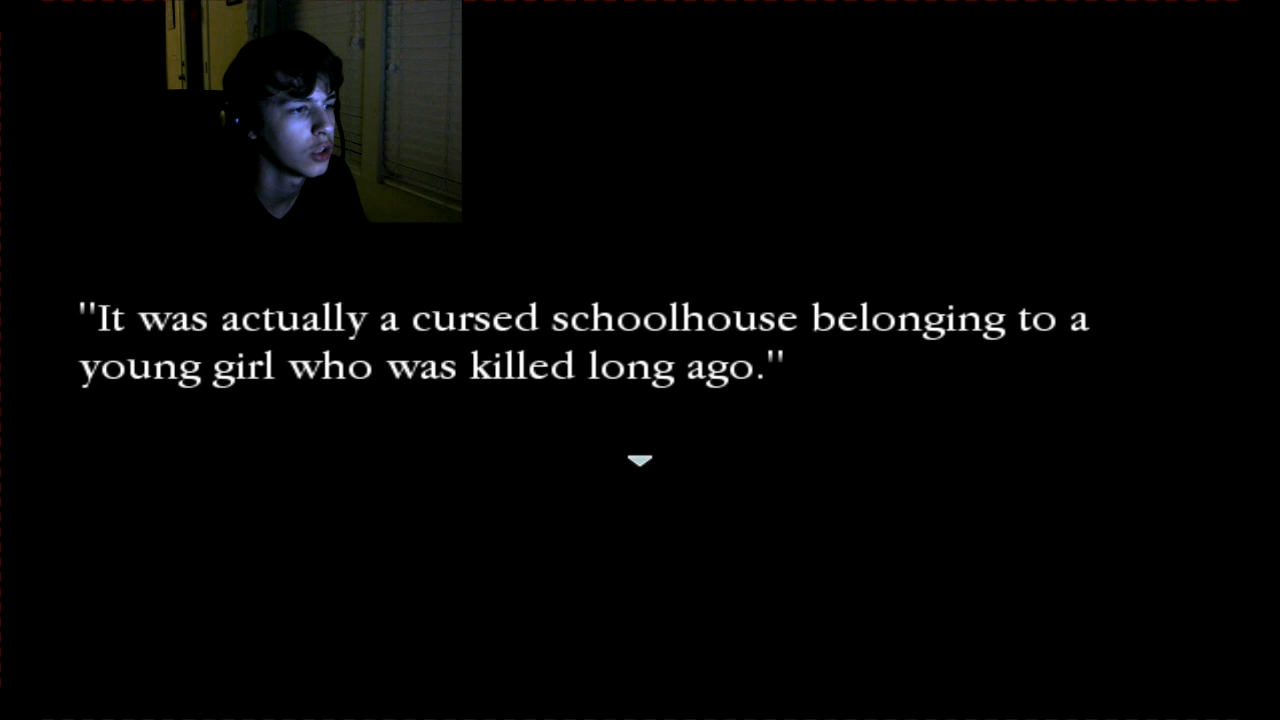 "It was actually a cursed schoolhouse belonging to a
young girl who was killed long ago."